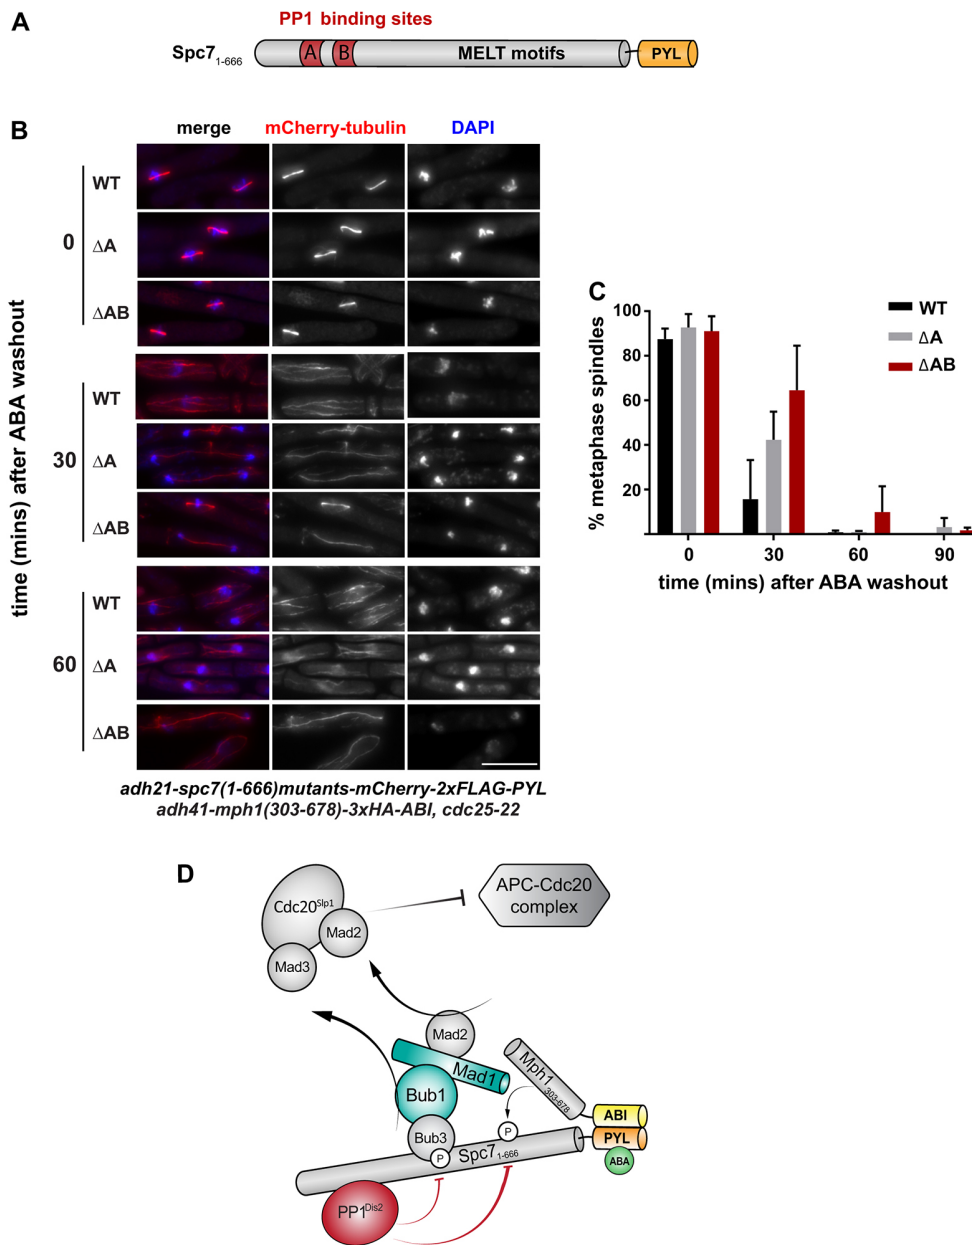 A
PP1 binding sites
Spc7 1-666
A
B
MELT motifs
PYL
B
merge
mCherry-tubulin
DAPI
time (mins) after ABA washout
0
WT
ΔA
ΔAB
30
WT
ΔA
ΔAB
60
WT
ΔA
ΔAB
adh21-spc7(1-666)mutants-mCherry-2xFLAG-PYL
adh41-mph1(303-678)-3xHA-ABI, cdc25-22
C
% metaphase spindles
100
80
60
40
20
0
30
60
90
time (mins) after ABA washout
WT
ΔA
ΔAB
D
Cdc20Slp1
Mad2
Mad3
APC-Cdc20
complex
Mad2
Mad1
Bub1
Bub3
P
P
Mph1
303-678
Spc7 1-666
ABI
PYL
ABA
PP1Dis2